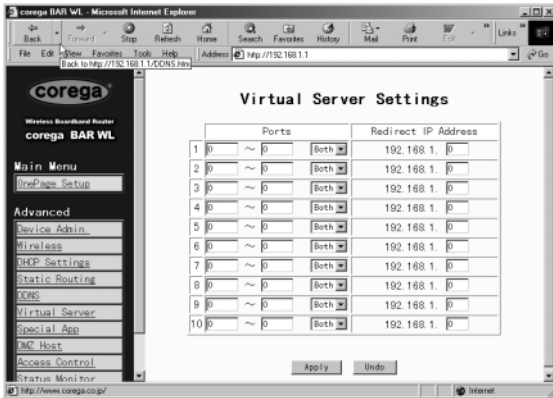 corega BAR WL - Microsoft Internet Explorer
Back Forward Stop Refresh Home Search Favorites History Mail Print Edit Links
File Edit View Favorites Tools Help Address http://192.168.1.1 Go
Back to http://192.168.1.1/DDNS.htm
corega
Wireless Boardband Router
corega BAR WL
Main Menu
OnePage Setup
Advanced
Device Admin.
Wireless
DHCP Settings
Static Routing
DDNS
Virtual Server
Special App
DMZ Host
Access Control
Status Monitor
Virtual Server Settings
Ports Redirect IP Address
1 0 ~ 0 Both 192.168.1. 0
2 0 ~ 0 Both 192.168.1. 0
3 0 ~ 0 Both 192.168.1. 0
4 0 ~ 0 Both 192.168.1. 0
5 0 ~ 0 Both 192.168.1. 0
6 0 ~ 0 Both 192.168.1. 0
7 0 ~ 0 Both 192.168.1. 0
8 0 ~ 0 Both 192.168.1. 0
9 0 ~ 0 Both 192.168.1. 0
10 0 ~ 0 Both 192.168.1. 0
Apply Undo
http://www.corega.co.jp/ Internet